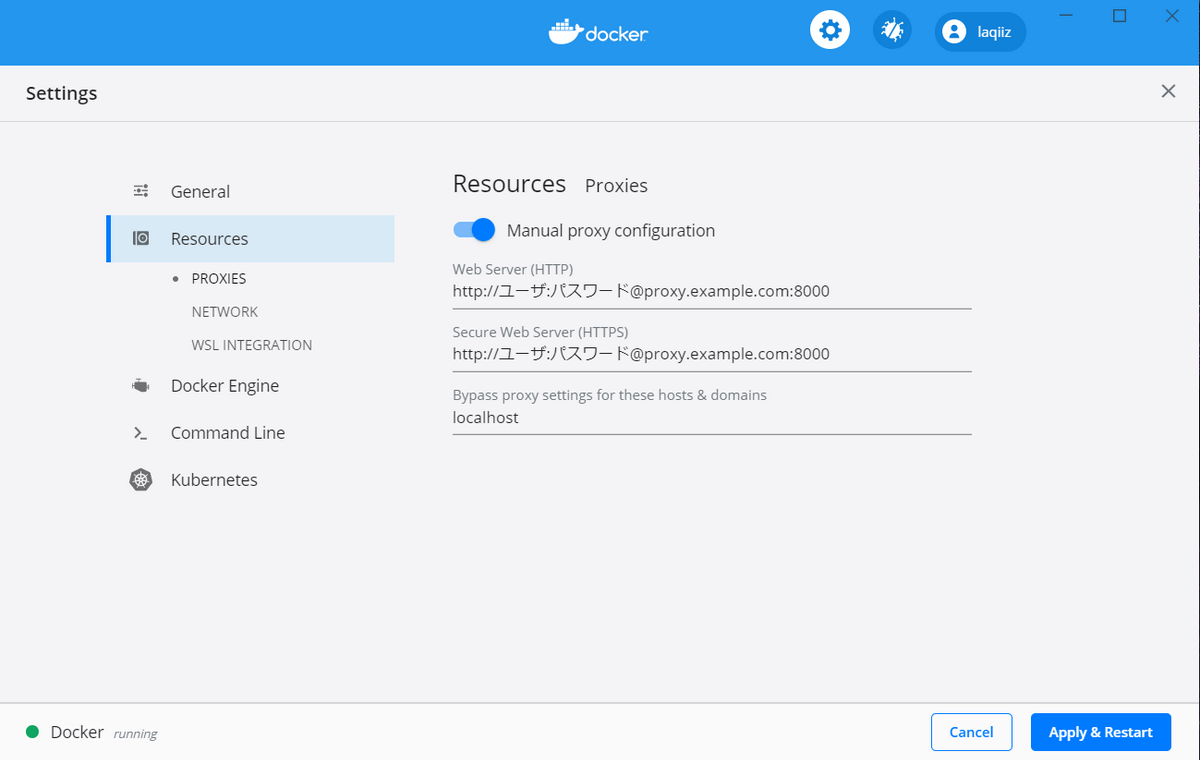 docker
laqiiz
Settings
General
Resources
PROXIES
NETWORK
WSL INTEGRATION
Docker Engine
Command Line
Kubernetes
Resources Proxies
Manual proxy configuration
Web Server (HTTP)
http://ユーザ:パスワード@proxy.example.com:8000
Secure Web Server (HTTPS)
http://ユーザ:パスワード@proxy.example.com:8000
Bypass proxy settings for these hosts & domains
localhost
Docker running
Cancel
Apply & Restart